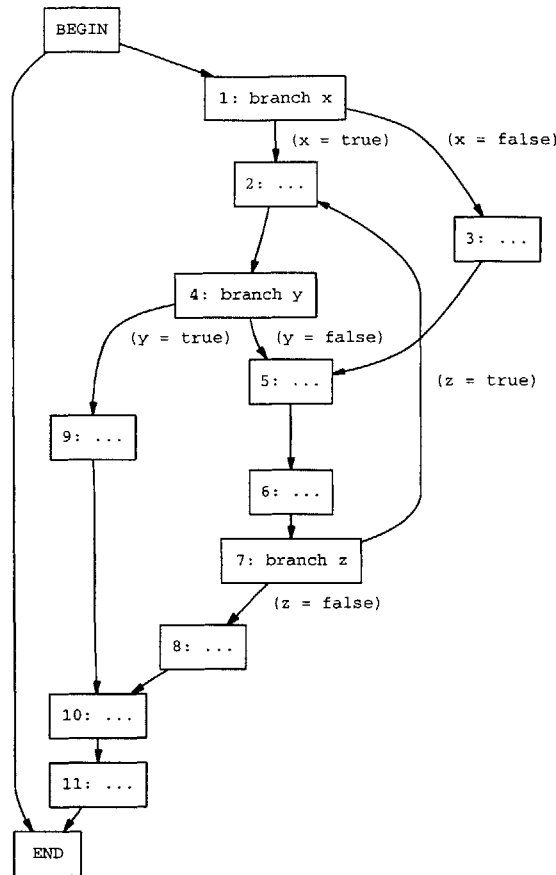 BEGIN
1: branch x
(x = true)
(x = false)
2: ...
3: ...
4: branch y
(y = true)
(y = false)
5: ...
(z = true)
9: ...
6: ...
7: branch z
(z = false)
8: ...
10: ...
11: ...
END